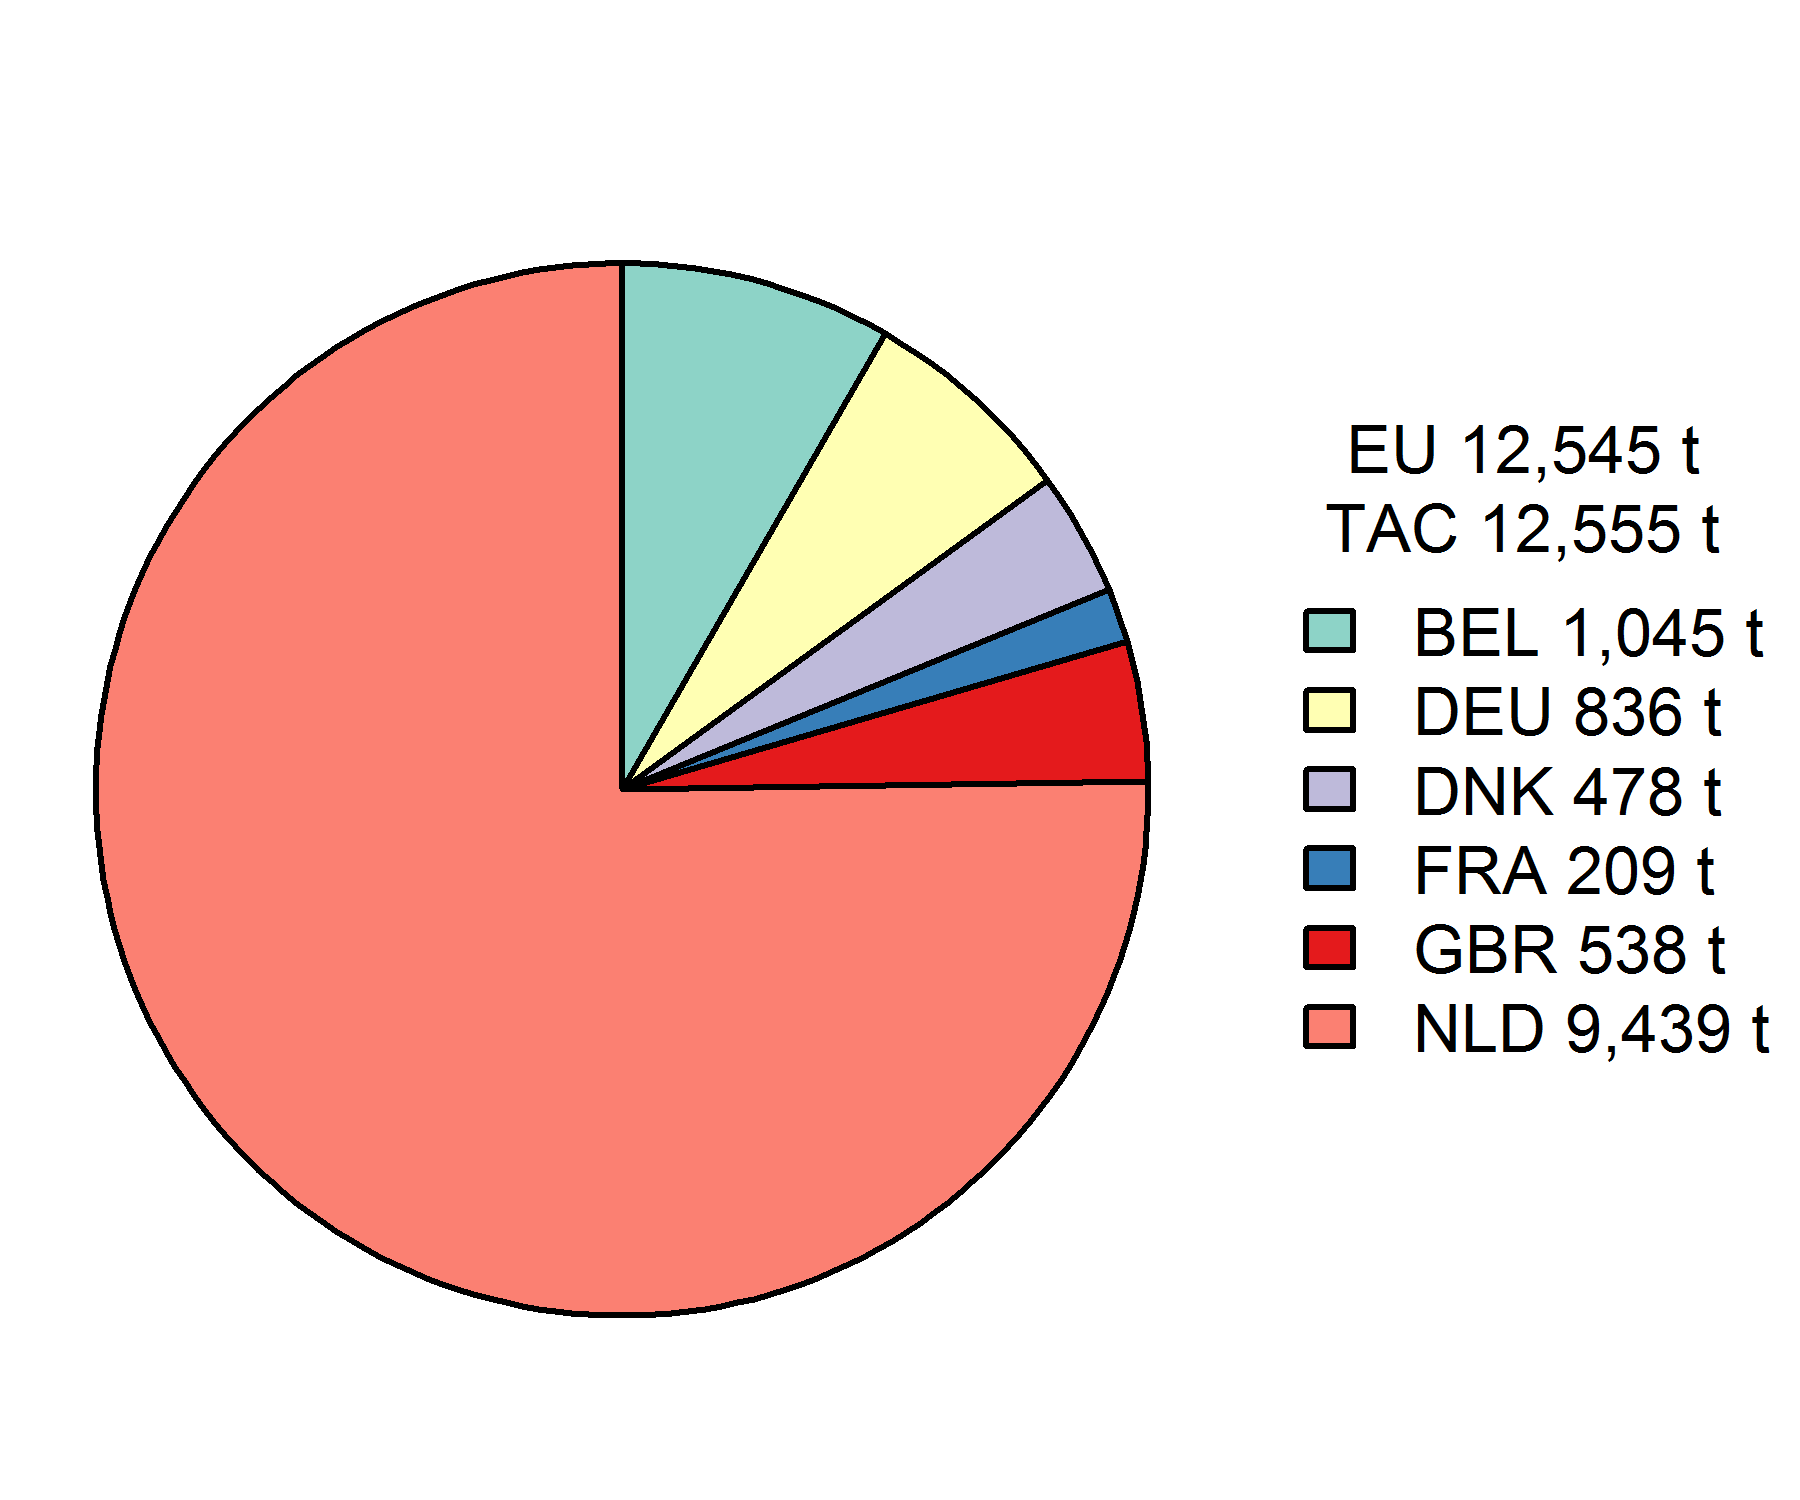 EU 12,545 t
TAC 12,555 t
BEL 1,045 t
DEU 836 t
DNK 478 t
FRA 209 t
GBR 538 t
NLD 9,439 t